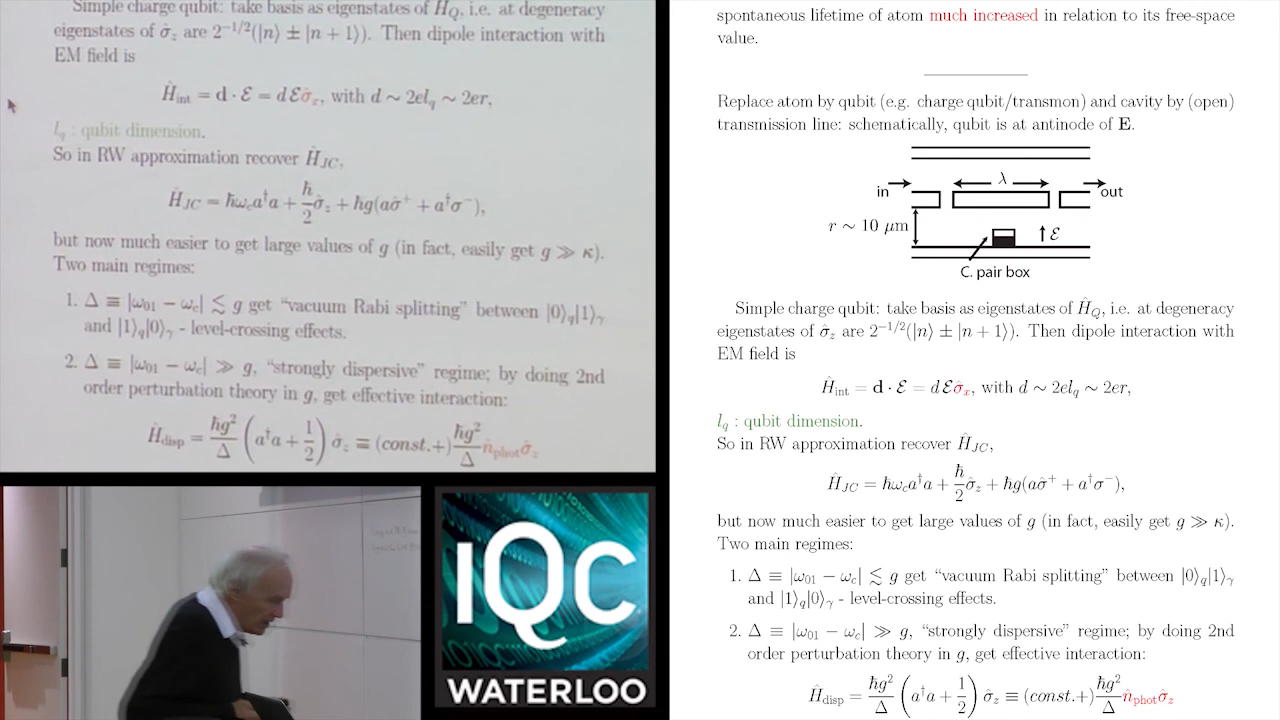 Simple charge qubit: take basis as eigenstates of Ĥ_Q, i.e. at degeneracy
eigenstates of σ̂_z are 2^{-1/2}(|n⟩ ± |n + 1⟩). Then dipole interaction with
EM field is
Ĥ_int = d · ℰ = dℰσ̂_x, with d ∼ 2el_q ∼ 2er,
l_q : qubit dimension.
So in RW approximation recover Ĥ_JC,
Ĥ_JC = ℏω_c a†a + ℏ/2 σ̂_z + ℏg(aσ̂⁺ + a†σ⁻),
but now much easier to get large values of g (in fact, easily get g ≫ κ).
Two main regimes:
1. Δ ≡ |ω_01 − ω_c| ≲ g get “vacuum Rabi splitting” between |0⟩_q|1⟩_γ
and |1⟩_q|0⟩_γ - level-crossing effects.
2. Δ ≡ |ω_01 − ω_c| ≫ g, “strongly dispersive” regime; by doing 2nd
order perturbation theory in g, get effective interaction:
Ĥ_disp = ℏg²/Δ (a†a + 1/2) σ̂_z ≡ (const.+) ℏg²/Δ n̂_phot σ̂_z
IQC
WATERLOO
spontaneous lifetime of atom much increased in relation to its free-space
value.
Replace atom by qubit (e.g. charge qubit/transmon) and cavity by (open)
transmission line: schematically, qubit is at antinode of E.
in λ out
r ∼ 10 μm
ℰ
C. pair box
Simple charge qubit: take basis as eigenstates of Ĥ_Q, i.e. at degeneracy
eigenstates of σ̂_z are 2^{-1/2}(|n⟩ ± |n + 1⟩). Then dipole interaction with
EM field is
Ĥ_int = d · ℰ = dℰσ̂_x, with d ∼ 2el_q ∼ 2er,
l_q : qubit dimension.
So in RW approximation recover Ĥ_JC,
Ĥ_JC = ℏω_c a†a + ℏ/2 σ̂_z + ℏg(aσ̂⁺ + a†σ⁻),
but now much easier to get large values of g (in fact, easily get g ≫ κ).
Two main regimes:
1. Δ ≡ |ω_01 − ω_c| ≲ g get “vacuum Rabi splitting” between |0⟩_q|1⟩_γ
and |1⟩_q|0⟩_γ - level-crossing effects.
2. Δ ≡ |ω_01 − ω_c| ≫ g, “strongly dispersive” regime; by doing 2nd
order perturbation theory in g, get effective interaction:
Ĥ_disp = ℏg²/Δ (a†a + 1/2) σ̂_z ≡ (const.+) ℏg²/Δ n̂_phot σ̂_z